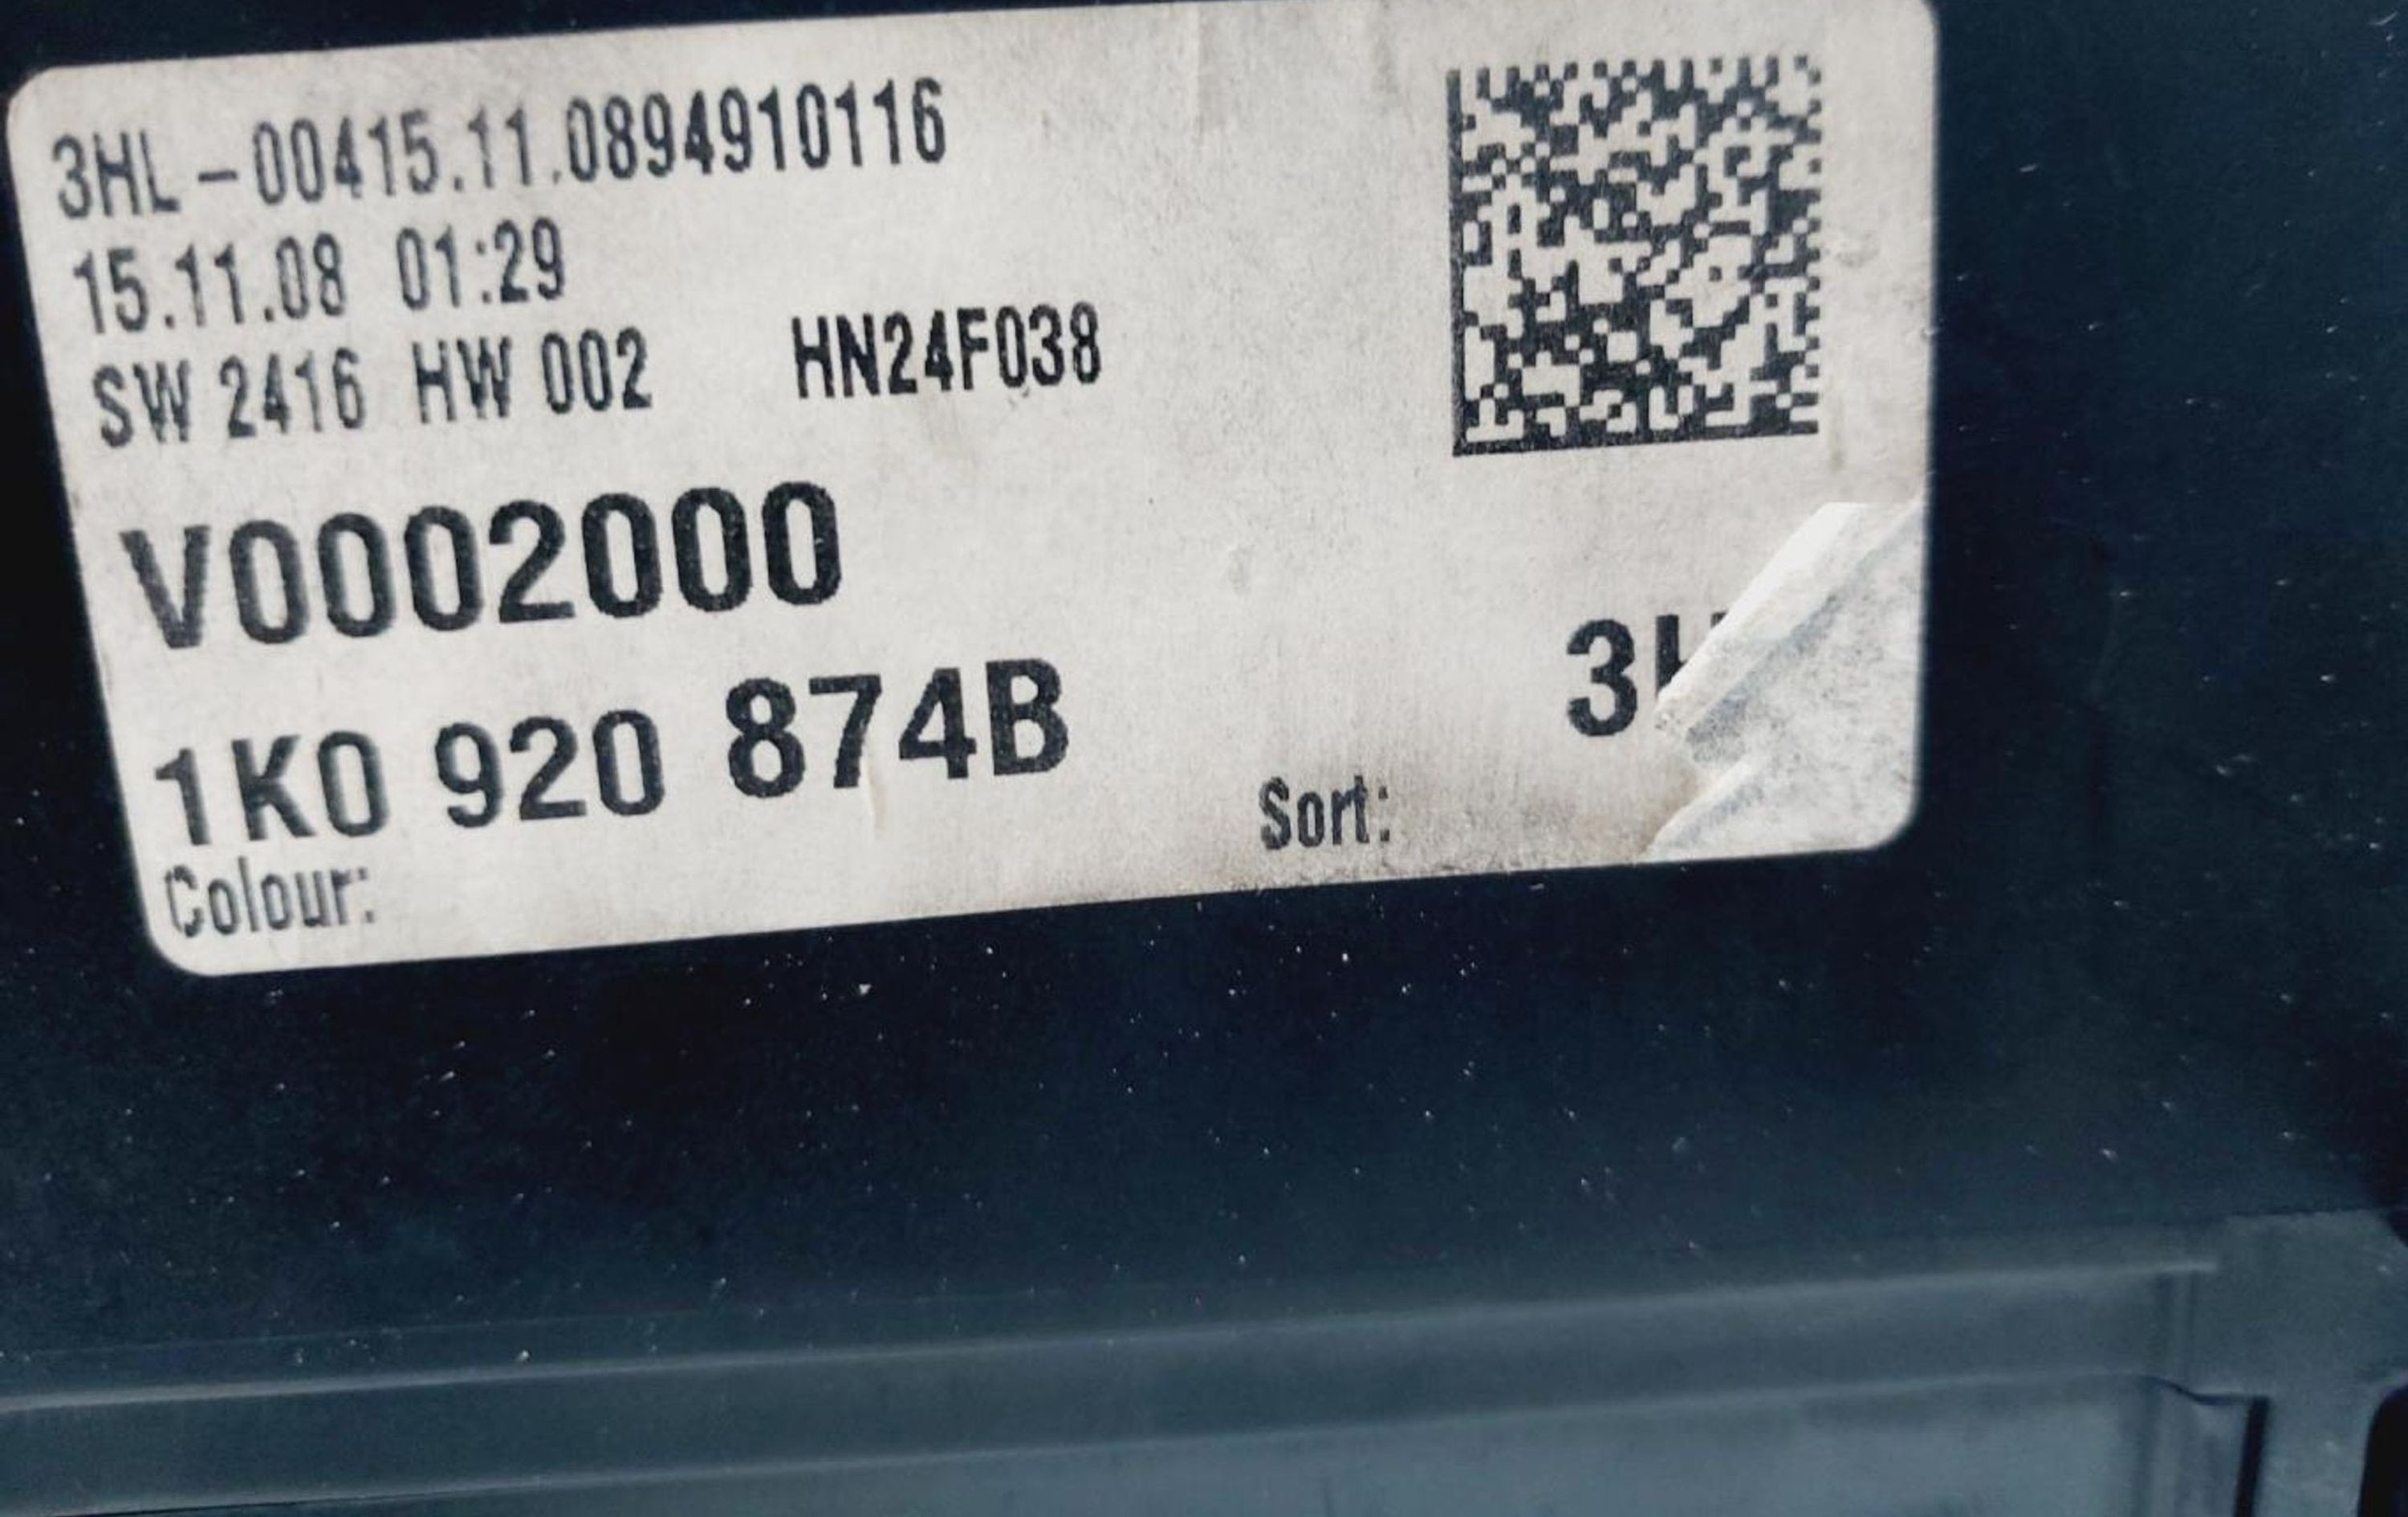 3HL-00415.11.0894910116
15.11.08 01:29
SW 2416 HW 002 HN24F038
V0002000
1K0 920 874B
Sort:
Colour: